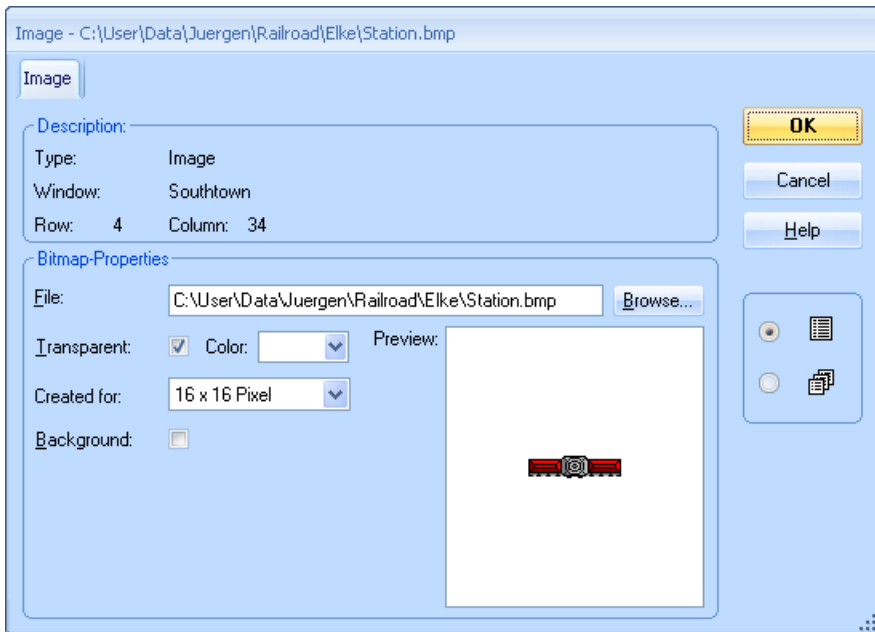 Image - C:\User\Data\Juergen\Railroad\Elke\Station.bmp
Image
Description:
Type: Image
Window: Southtown
Row: 4 Column: 34
OK
Cancel
Help
Bitmap-Properties
File: C:\User\Data\Juergen\Railroad\Elke\Station.bmp Browse...
Transparent: Color: Preview:
Created for: 16 x 16 Pixel
Background: